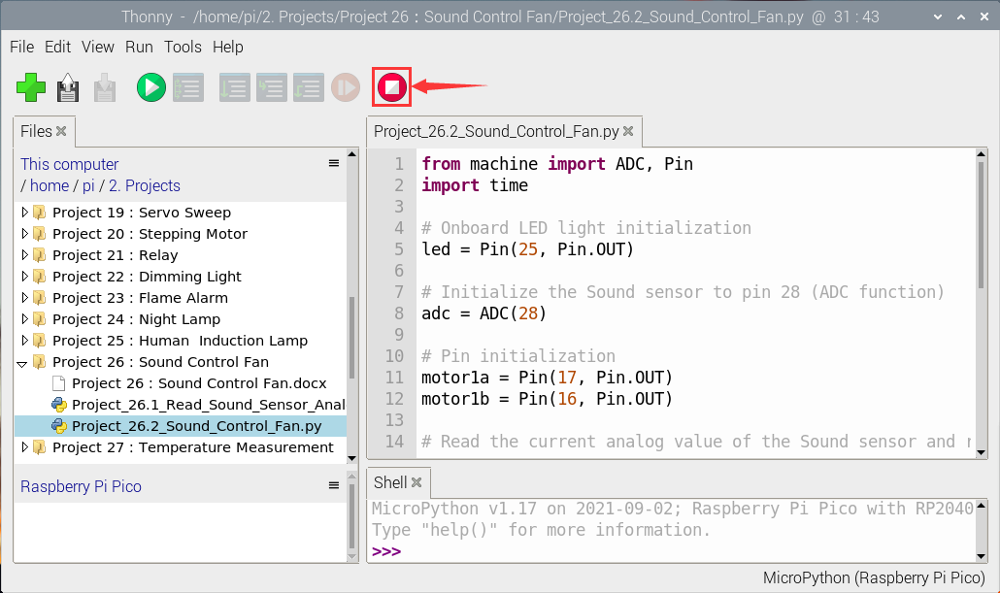 Thonny - /home/pi/2. Projects/Project 26 : Sound Control Fan/Project_26.2_Sound_Control_Fan.py @ 31 : 43
File Edit View Run Tools Help
Files
This computer
/ home / pi / 2. Projects
Project 19 : Servo Sweep
Project 20 : Stepping Motor
Project 21 : Relay
Project 22 : Dimming Light
Project 23 : Flame Alarm
Project 24 : Night Lamp
Project 25 : Human  Induction Lamp
Project 26 : Sound Control Fan
Project 26 : Sound Control Fan.docx
Project_26.1_Read_Sound_Sensor_Anal
Project_26.2_Sound_Control_Fan.py
Project 27 : Temperature Measurement
Raspberry Pi Pico
Project_26.2_Sound_Control_Fan.py
1 from machine import ADC, Pin
2 import time
3
4 # Onboard LED light initialization
5 led = Pin(25, Pin.OUT)
6
7 # Initialize the Sound sensor to pin 28 (ADC function)
8 adc = ADC(28)
9
10 # Pin initialization
11 motor1a = Pin(17, Pin.OUT)
12 motor1b = Pin(16, Pin.OUT)
13
14 # Read the current analog value of the Sound sensor and
Shell
MicroPython v1.17 on 2021-09-02; Raspberry Pi Pico with RP2040
Type "help()" for more information.
>>>
MicroPython (Raspberry Pi Pico)